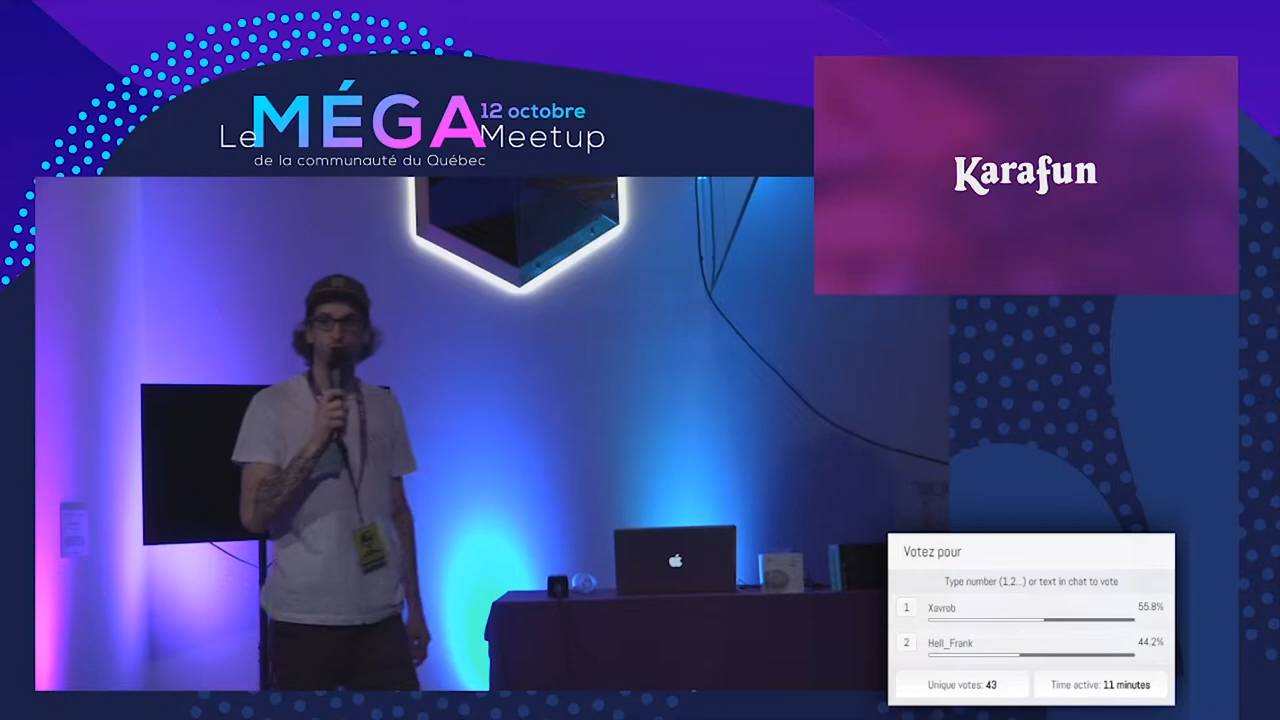 12 octobre
Le MÉGA Meetup
de la communauté du Québec
Karafun
Votez pour
Type number (1,2...) or text in chat to vote
1 Xavrob 55.8%
2 Hell_Frank 44.2%
Unique votes: 43 Time active: 11 minutes